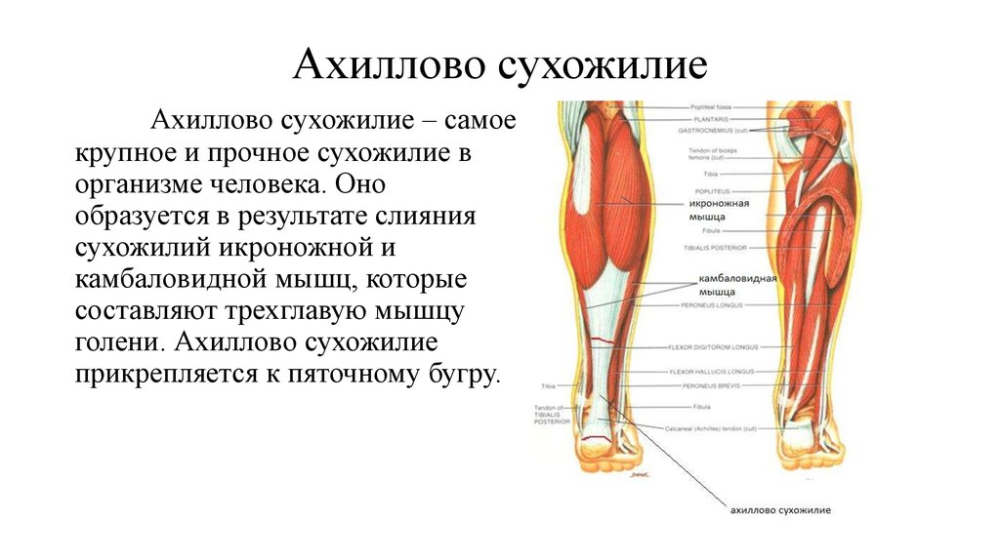 Ахиллово сухожилие
Ахиллово сухожилие – самое
крупное и прочное сухожилие в
организме человека. Оно
образуется в результате слияния
сухожилий икроножной и
камбаловидной мышц, которые
составляют трехглавую мышцу
голени. Ахиллово сухожилие
прикрепляется к пяточному бугру.
Popliteal fossa
PLANTARIS
GASTROCNEMIUS (cut)
Tendon of biceps
femoris (cut)
Tibia
POPLITEUS
икроножная
мышца
Fibula
TIBIALIS POSTERIOR
камбаловидная
мышца
PERONEUS LONGUS
FLEXOR DIGITOROM LONGUS
FLEXOR HALLUCIS LONGUS
PERONEUS BREVIS
Tibia
Tendon of
TIBIALIS
POSTERIOR
Fibula
Calcaneal (Achilles) tendon (cut)
ахиллово сухожилие